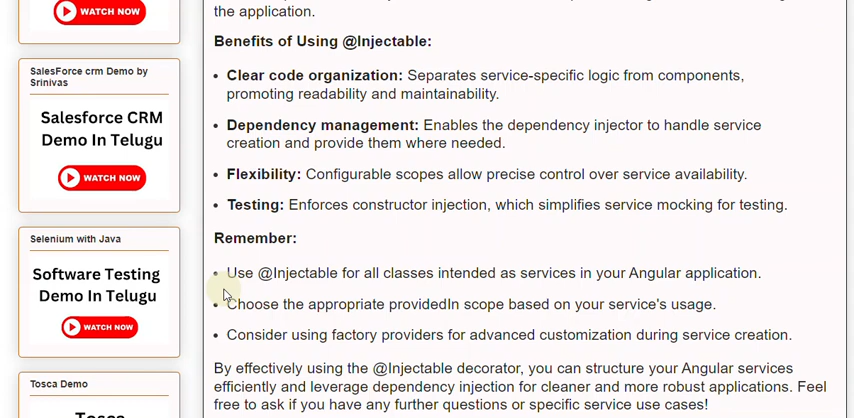 WATCH NOW
SalesForce crm Demo by
Srinivas
Salesforce CRM
Demo In Telugu
WATCH NOW
Selenium with Java
Software Testing
Demo In Telugu
WATCH NOW
Tosca Demo
Tosca
the application.
Benefits of Using @Injectable:
• Clear code organization: Separates service-specific logic from components,
promoting readability and maintainability.
• Dependency management: Enables the dependency injector to handle service
creation and provide them where needed.
• Flexibility: Configurable scopes allow precise control over service availability.
• Testing: Enforces constructor injection, which simplifies service mocking for testing.
Remember:
• Use @Injectable for all classes intended as services in your Angular application.
• Choose the appropriate providedIn scope based on your service's usage.
• Consider using factory providers for advanced customization during service creation.
By effectively using the @Injectable decorator, you can structure your Angular services
efficiently and leverage dependency injection for cleaner and more robust applications. Feel
free to ask if you have any further questions or specific service use cases!